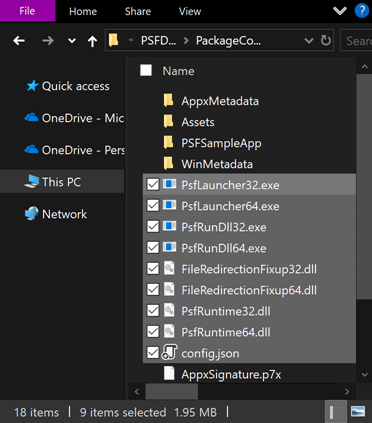 File
Home
Share
View
PSFD...
PackageCo...
Sear
Name
Quick access
OneDrive - Mic
OneDrive - Pers
This PC
Network
AppxMetadata
Assets
PSFSampleApp
WinMetadata
PsfLauncher32.exe
PsfLauncher64.exe
PsfRunDll32.exe
PsfRunDll64.exe
FileRedirectionFixup32.dll
FileRedirectionFixup64.dll
PsfRuntime32.dll
PsfRuntime64.dll
config.json
AppxSignature.p7x
18 items
9 items selected 1.95 MB